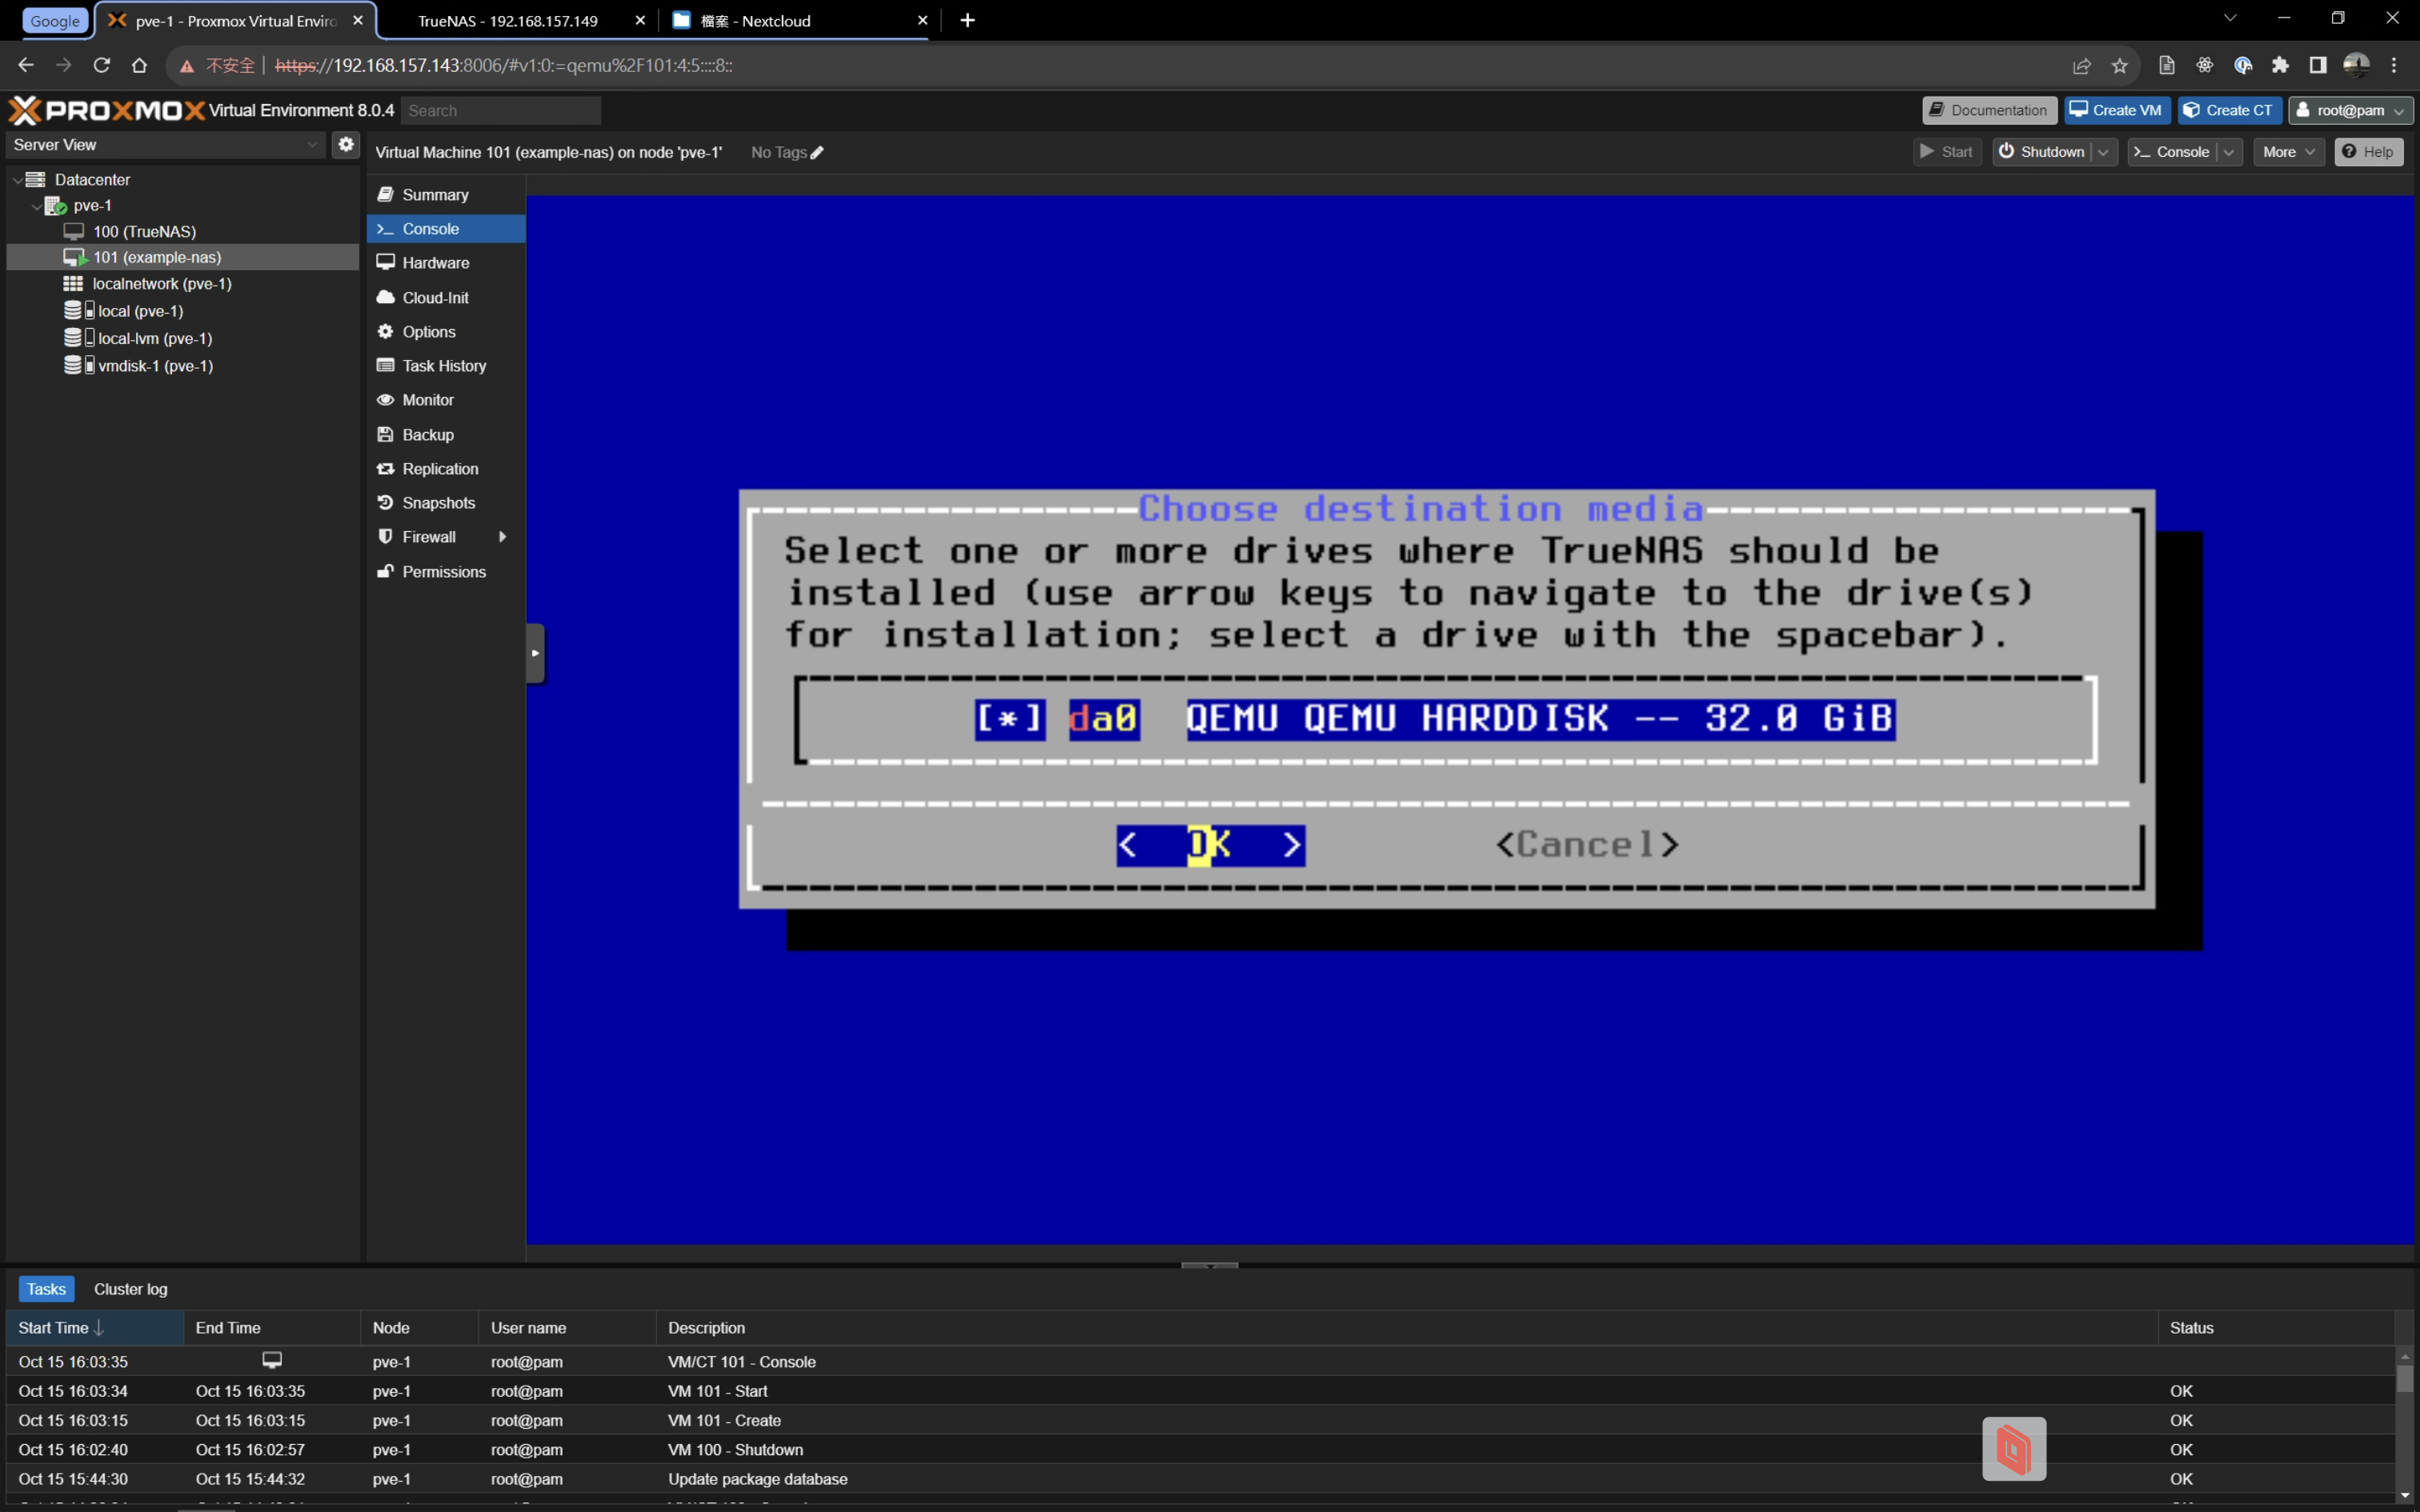 Google
pve-1 - Proxmox Virtual Enviro
TrueNAS - 192.168.157.149
檔案 - Nextcloud
不安全 | https://192.168.157.143:8006/#v1:0:=qemu%2F101:4:5::::8::
PROXMOX Virtual Environment 8.0.4
Search
Documentation
Create VM
Create CT
root@pam
Server View
Virtual Machine 101 (example-nas) on node 'pve-1'
No Tags
Start
Shutdown
Console
More
Help
Datacenter
pve-1
100 (TrueNAS)
101 (example-nas)
localnetwork (pve-1)
local (pve-1)
local-lvm (pve-1)
vmdisk-1 (pve-1)
Summary
Console
Hardware
Cloud-Init
Options
Task History
Monitor
Backup
Replication
Snapshots
Firewall
Permissions
Choose destination media
Select one or more drives where TrueNAS should be
installed (use arrow keys to navigate to the drive(s)
for installation; select a drive with the spacebar).
[*] da0 QEMU QEMU HARDDISK -- 32.0 GiB
< OK > <Cancel>
Tasks
Cluster log
Start Time End Time Node User name Description Status
Oct 15 16:03:35 pve-1 root@pam VM/CT 101 - Console
Oct 15 16:03:34 Oct 15 16:03:35 pve-1 root@pam VM 101 - Start OK
Oct 15 16:03:15 Oct 15 16:03:15 pve-1 root@pam VM 101 - Create OK
Oct 15 16:02:40 Oct 15 16:02:57 pve-1 root@pam VM 100 - Shutdown OK
Oct 15 15:44:30 Oct 15 15:44:32 pve-1 root@pam Update package database OK